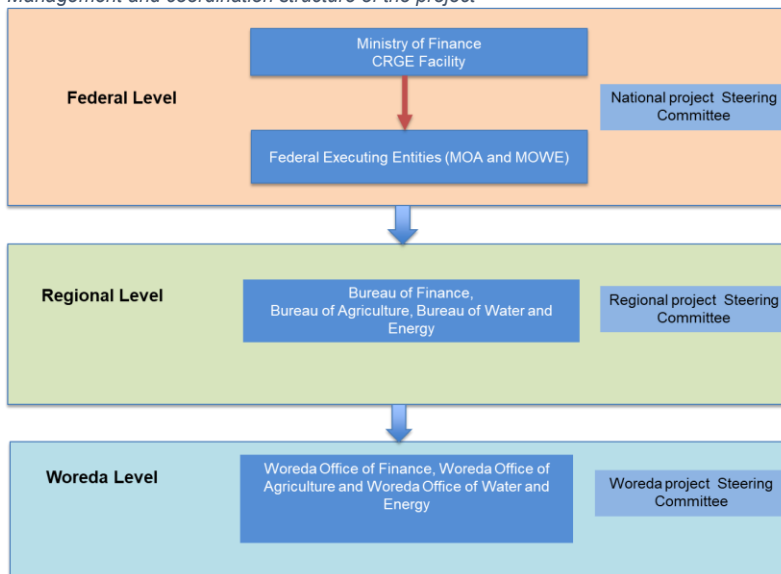 Management and coordination structure of the project
Ministry of Finance
CRGE Facility
Federal Level
National project Steering
Committee
Federal Executing Entities (MOA and MOWE)
Regional Level
Bureau of Finance,
Bureau of Agriculture, Bureau of Water and
Energy
Regional project Steering
Committee
Woreda Level
Woreda Office of Finance, Woreda Office of
Agriculture and Woreda Office of Water and
Energy
Woreda project Steering
Committee